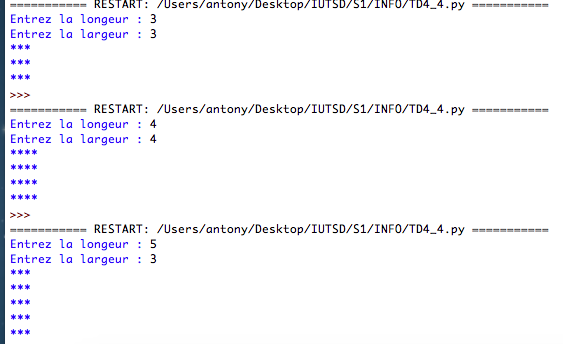 =========== RESTART: /Users/antony/Desktop/IUTSD/S1/INFO/TD4_4.py ===========
Entrez la longeur : 3
Entrez la largeur : 3
***
***
***
>>>
=========== RESTART: /Users/antony/Desktop/IUTSD/S1/INFO/TD4_4.py ===========
Entrez la longeur : 4
Entrez la largeur : 4
****
****
****
****
>>>
=========== RESTART: /Users/antony/Desktop/IUTSD/S1/INFO/TD4_4.py ===========
Entrez la longeur : 5
Entrez la largeur : 3
***
***
***
***
***